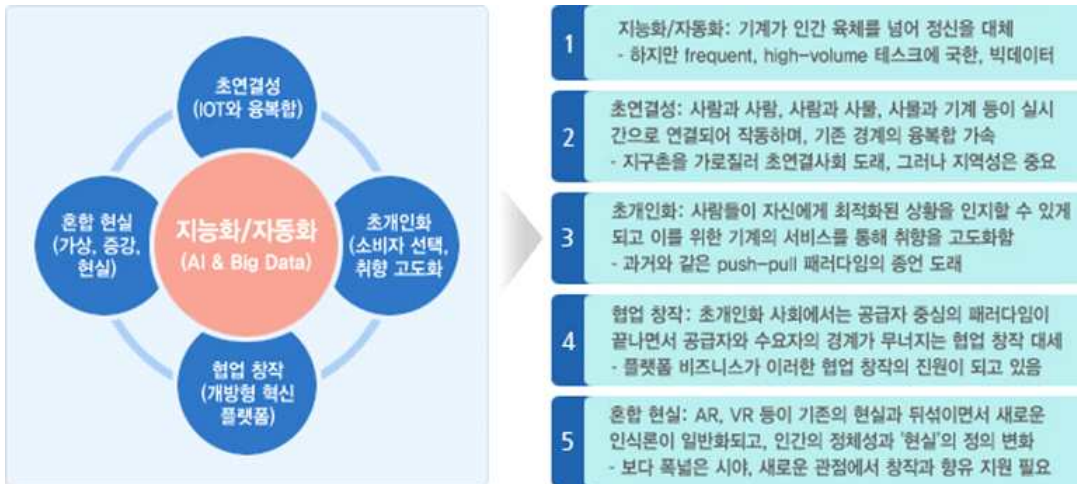 초연결성
(IOT와 융복합)
혼합 현실
(가상, 증강,
현실)
지능화/자동화
(AI & Big Data)
초개인화
(소비자 선택,
취향 고도화)
협업 창작
(개방형 혁신
플랫폼)
1
지능화/자동화: 기계가 인간 육체를 넘어 정신을 대체
- 하지만 frequent, high-volume 테스크에 국한, 빅데이터
2
초연결성: 사람과 사람, 사람과 사물, 사물과 기계 등이 실시
간으로 연결되어 작동하며, 기존 경계의 융복합 가속
- 지구촌을 가로질러 초연결사회 도래, 그러나 지역성은 중요
3
초개인화: 사람들이 자신에게 최적화된 상황을 인지할 수 있게
되고 이를 위한 기계의 서비스를 통해 취향을 고도화함
- 과거와 같은 push-pull 패러다임의 종언 도래
4
협업 창작: 초개인화 사회에서는 공급자 중심의 패러다임이
끝나면서 공급자와 수요자의 경계가 무너지는 협업 창작 대세
- 플랫폼 비즈니스가 이러한 협업 창작의 진원이 되고 있음
5
혼합 현실: AR, VR 등이 기존의 현실과 뒤섞이면서 새로운
인식론이 일반화되고, 인간의 정체성과 '현실'의 정의 변화
- 보다 폭넓은 시야, 새로운 관점에서 창작과 향유 지원 필요